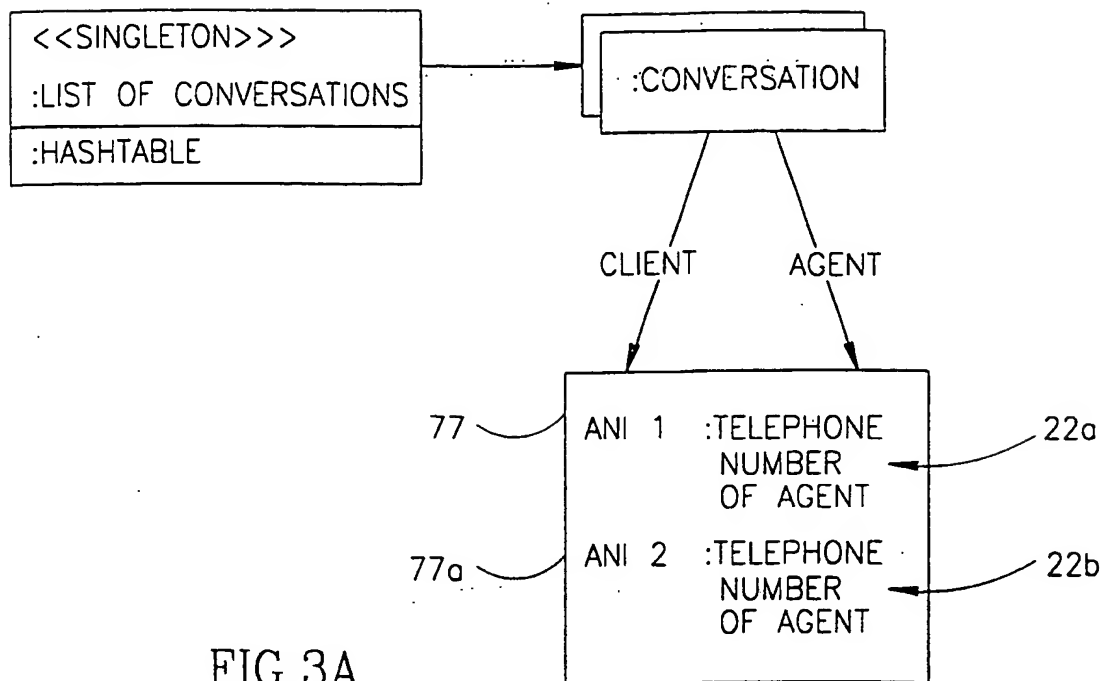 <<SINGLETON>>>
:LIST OF CONVERSATIONS
:HASHTABLE
:CONVERSATION
CLIENT
AGENT
77
ANI 1 :TELEPHONE
NUMBER
OF AGENT
22a
77a
ANI 2 :TELEPHONE
NUMBER
OF AGENT
22b
FIG.3A